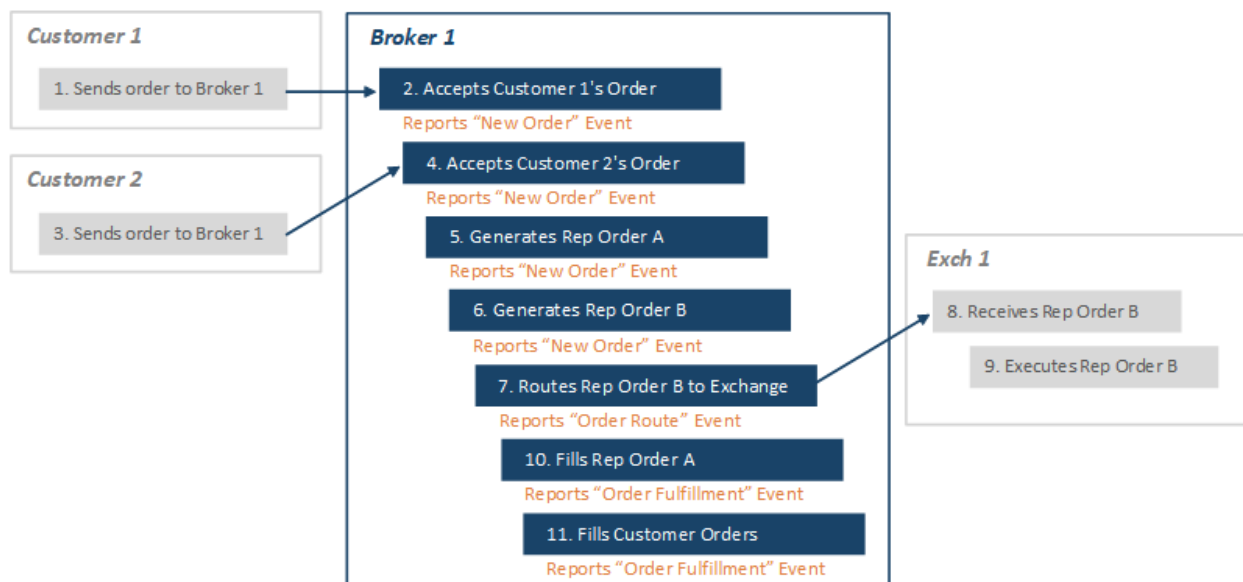 Customer 1
1. Sends order to Broker 1
Customer 2
3. Sends order to Broker 1
Broker 1
2. Accepts Customer 1's Order
Reports “New Order” Event
4. Accepts Customer 2's Order
Reports “New Order” Event
5. Generates Rep Order A
Reports “New Order” Event
6. Generates Rep Order B
Reports “New Order” Event
7. Routes Rep Order B to Exchange
Reports “Order Route” Event
10. Fills Rep Order A
Reports “Order Fulfillment” Event
11. Fills Customer Orders
Reports “Order Fulfillment” Event
Exch 1
8. Receives Rep Order B
9. Executes Rep Order B